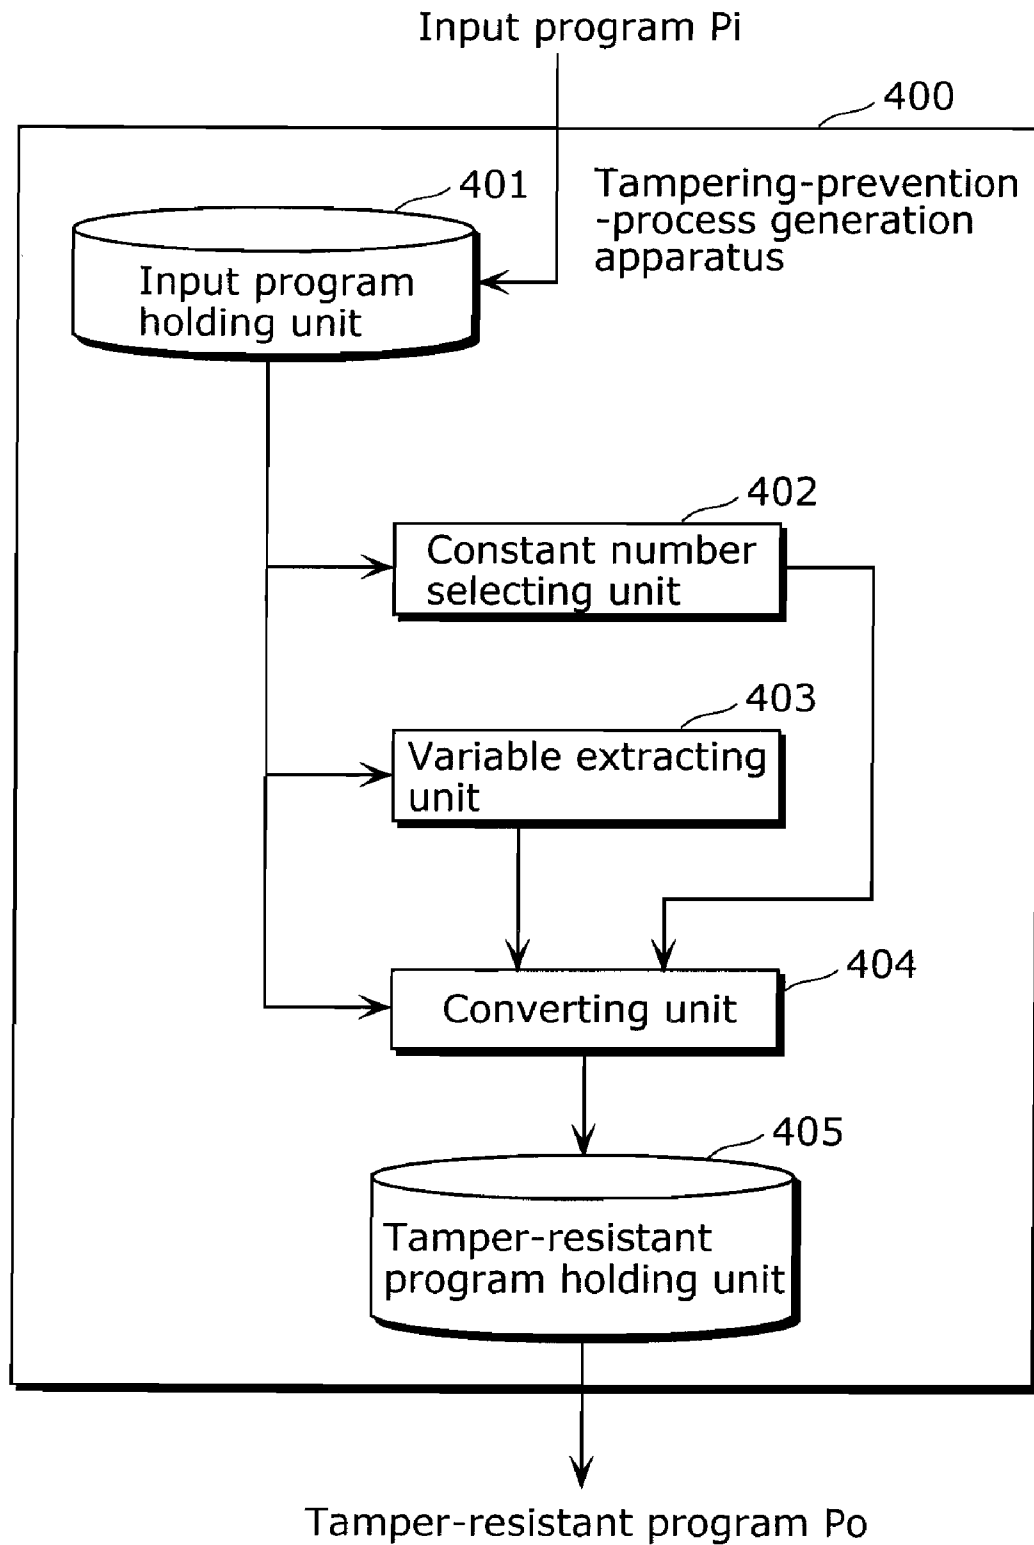 Input program Pi
400
401
Tampering-prevention
-process generation
apparatus
Input program
holding unit
402
Constant number
selecting unit
403
Variable extracting
unit
404
Converting unit
405
Tamper-resistant
program holding unit
Tamper-resistant program Po